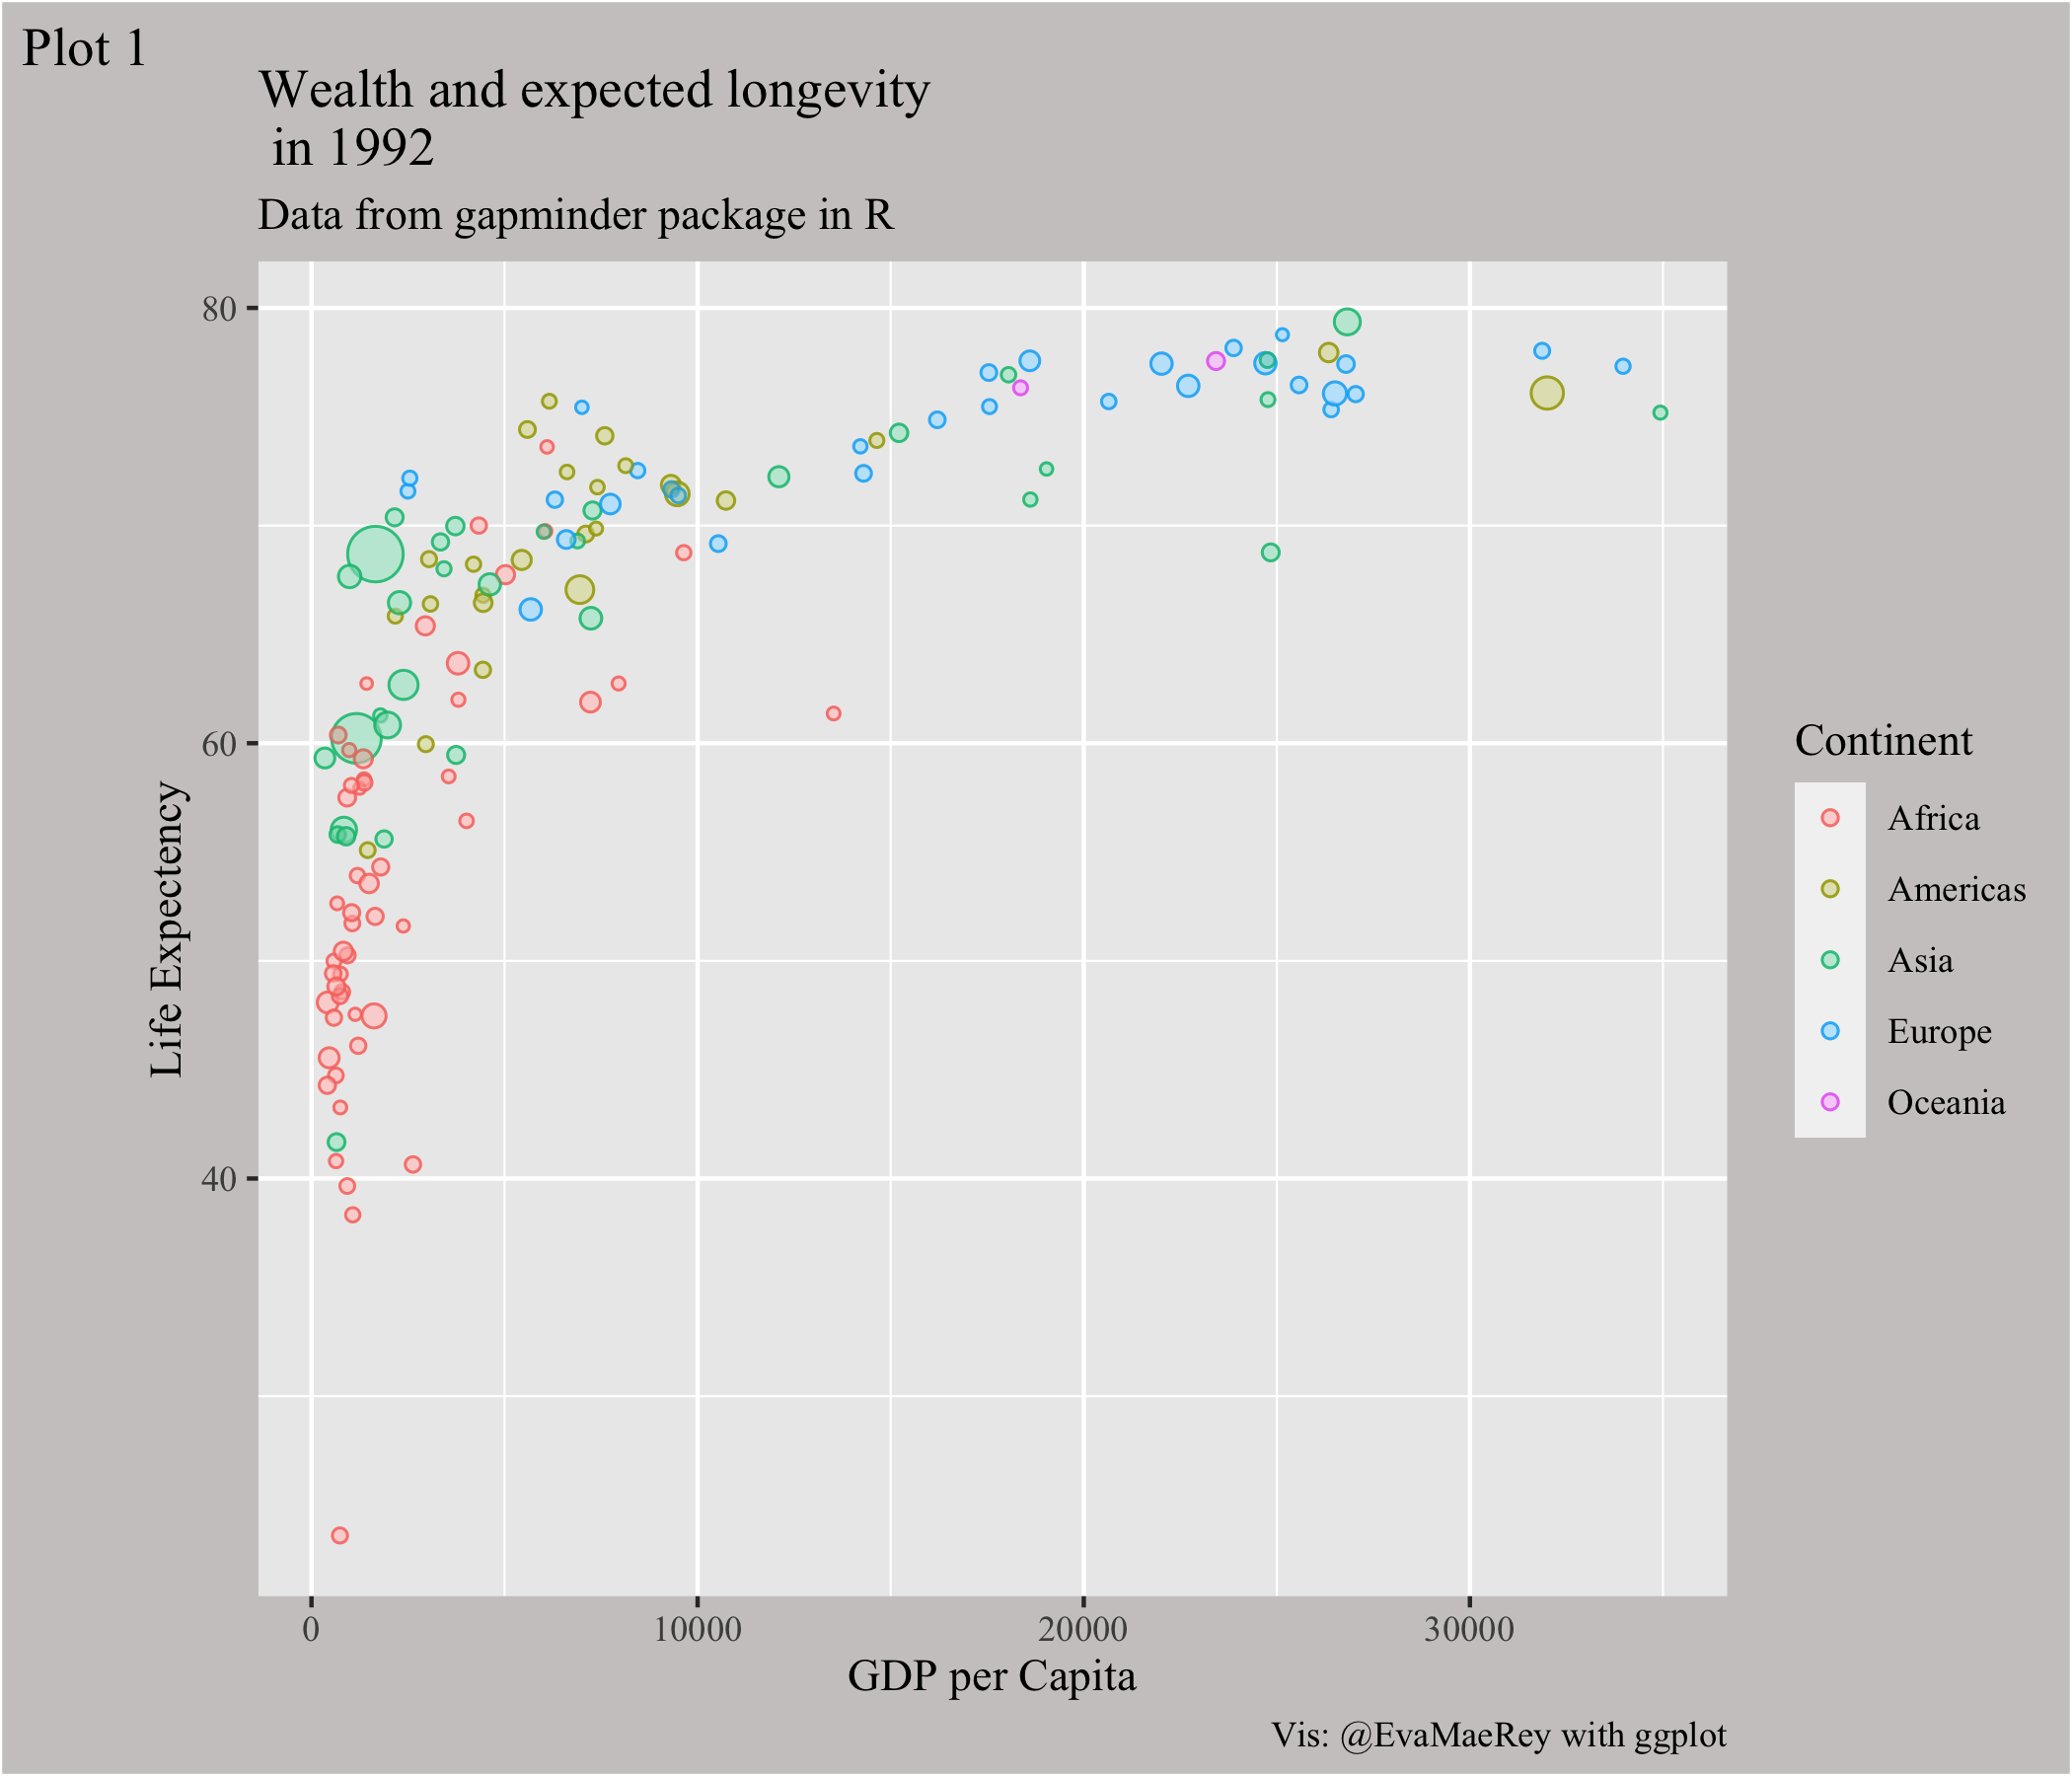 Plot 1
Wealth and expected longevity
in 1992
Data from gapminder package in R
80
60
40
Life Expectency
0 10000 20000 30000
GDP per Capita
Continent
Africa
Americas
Asia
Europe
Oceania
Vis: @EvaMaeRey with ggplot